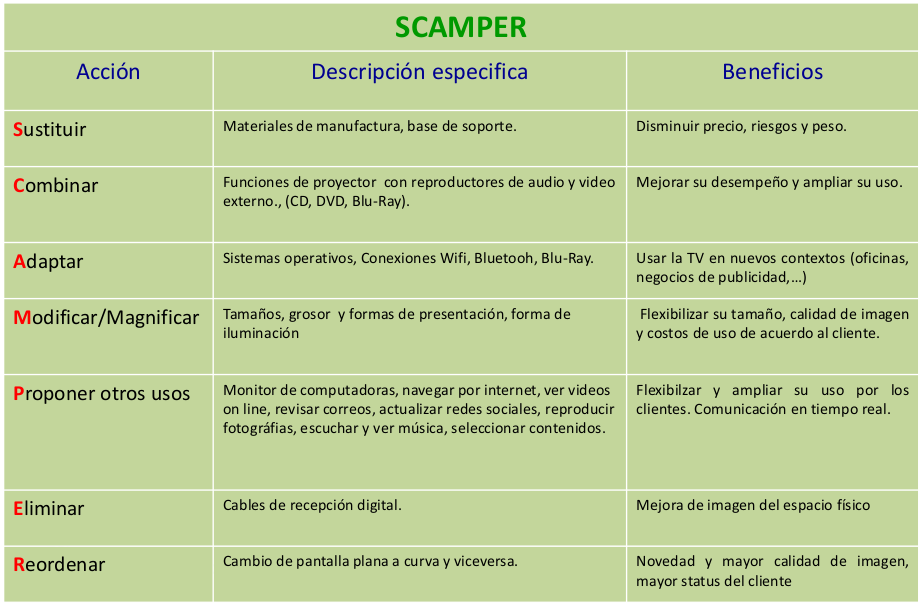 SCAMPER
Acción
Descripción especifica
Beneficios
Sustituir
Materiales de manufactura, base de soporte.
Disminuir precio, riesgos y peso.
Combinar
Funciones de proyector con reproductores de audio y video
externo., (CD, DVD, Blu-Ray).
Mejorar su desempeño y ampliar su uso.
Adaptar
Sistemas operativos, Conexiones Wifi, Bluetooh, Blu-Ray.
Usar la TV en nuevos contextos (oficinas,
negocios de publicidad,…)
Modificar/Magnificar
Tamaños, grosor y formas de presentación, forma de
iluminación
Flexibilizar su tamaño, calidad de imagen
y costos de uso de acuerdo al cliente.
Proponer otros usos
Monitor de computadoras, navegar por internet, ver videos
on line, revisar correos, actualizar redes sociales, reproducir
fotográfias, escuchar y ver música, seleccionar contenidos.
Flexibilzar y ampliar su uso por los
clientes. Comunicación en tiempo real.
Eliminar
Cables de recepción digital.
Mejora de imagen del espacio físico
Reordenar
Cambio de pantalla plana a curva y viceversa.
Novedad y mayor calidad de imagen,
mayor status del cliente